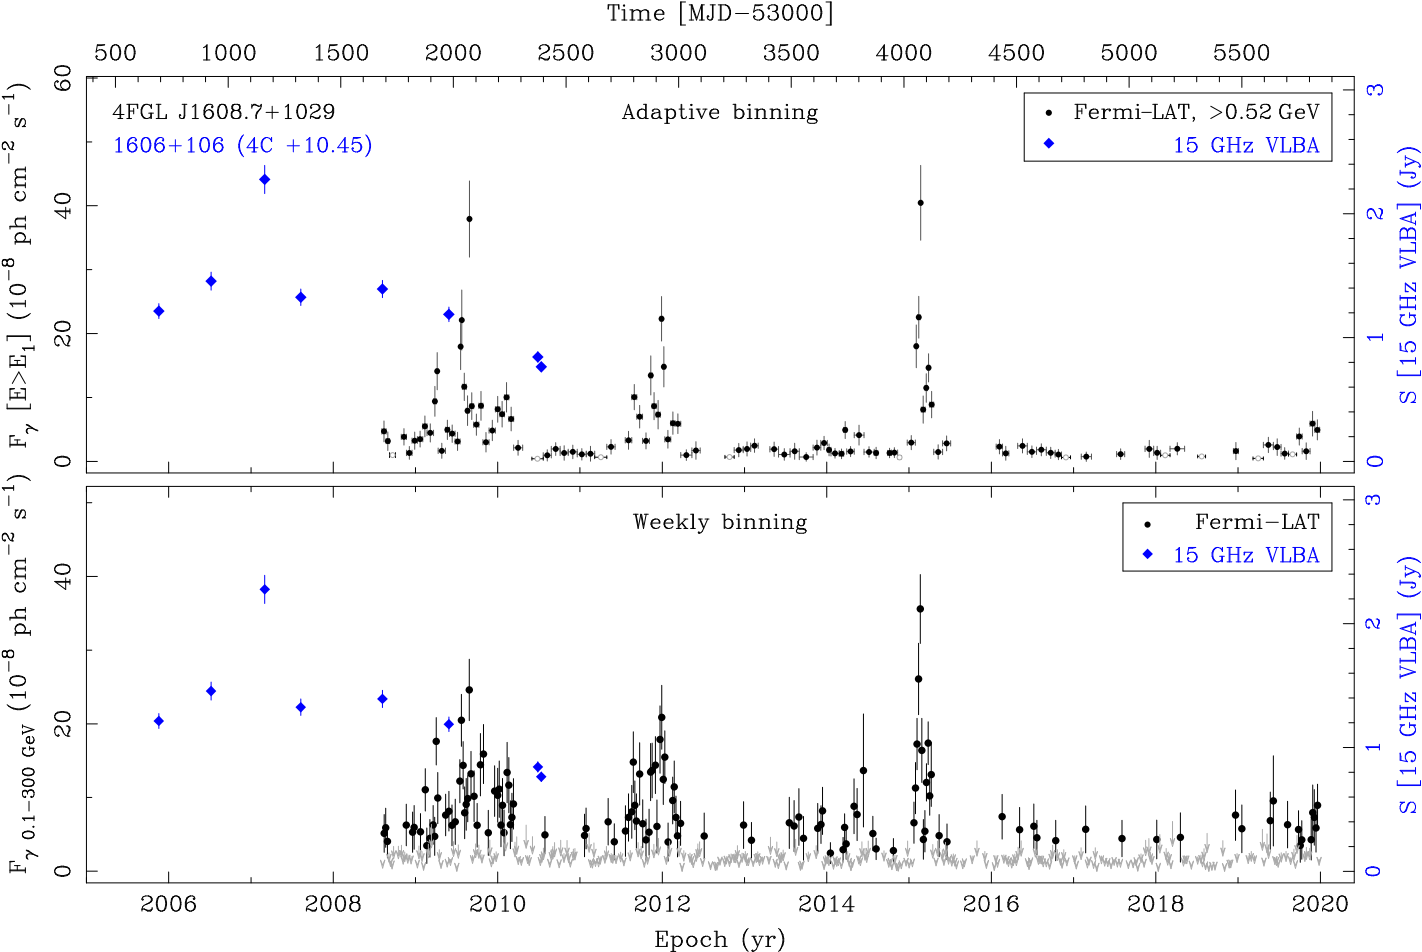 Time [MJD−53000]
500 1000 1500 2000 2500 3000 3500 4000 4500 5000 5500
4FGL J1608.7+1029
1606+106 (4C +10.45)
Adaptive binning
Fermi−LAT, >0.52 GeV
15 GHz VLBA
F_γ [E>E_1] (10^−8 ph cm^−2 s^−1)
0 20 40 60
S [15 GHz VLBA] (Jy)
0 1 2 3
Weekly binning
Fermi−LAT
15 GHz VLBA
F_γ 0.1−300 GeV (10^−8 ph cm^−2 s^−1)
0 20 40
S [15 GHz VLBA] (Jy)
0 1 2 3
2006 2008 2010 2012 2014 2016 2018 2020
Epoch (yr)